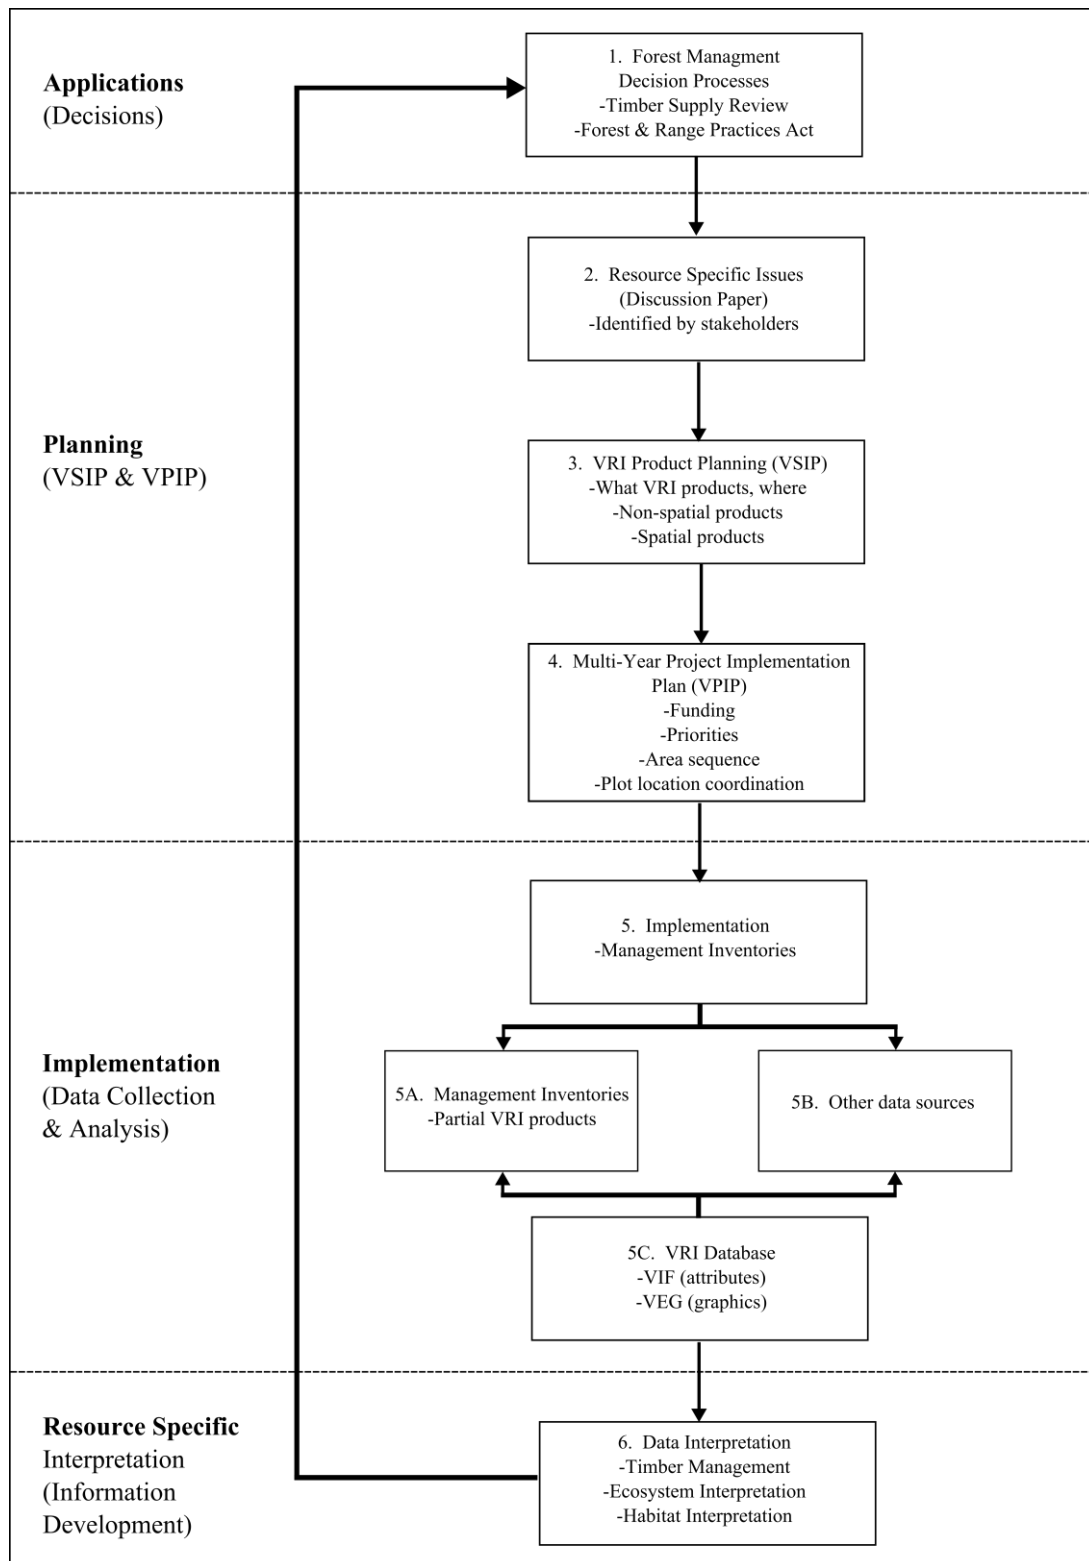 Applications
(Decisions)
1. Forest Managment
Decision Processes
-Timber Supply Review
-Forest & Range Practices Act
Planning
(VSIP & VPIP)
2. Resource Specific Issues
(Discussion Paper)
-Identified by stakeholders
3. VRI Product Planning (VSIP)
-What VRI products, where
-Non-spatial products
-Spatial products
4. Multi-Year Project Implementation
Plan (VPIP)
-Funding
-Priorities
-Area sequence
-Plot location coordination
Implementation
(Data Collection
& Analysis)
5. Implementation
-Management Inventories
5A. Management Inventories
-Partial VRI products
5B. Other data sources
5C. VRI Database
-VIF (attributes)
-VEG (graphics)
Resource Specific
Interpretation
(Information
Development)
6. Data Interpretation
-Timber Management
-Ecosystem Interpretation
-Habitat Interpretation